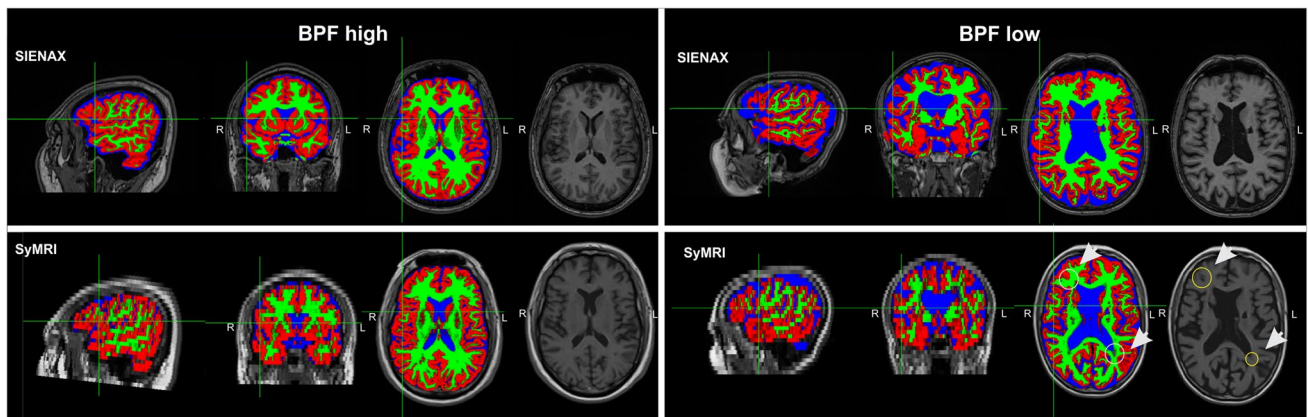 BPF high
SIENAX
R L R L
BPF low
SIENAX
R L R L
SyMRI
R L R L
SyMRI
R L R L